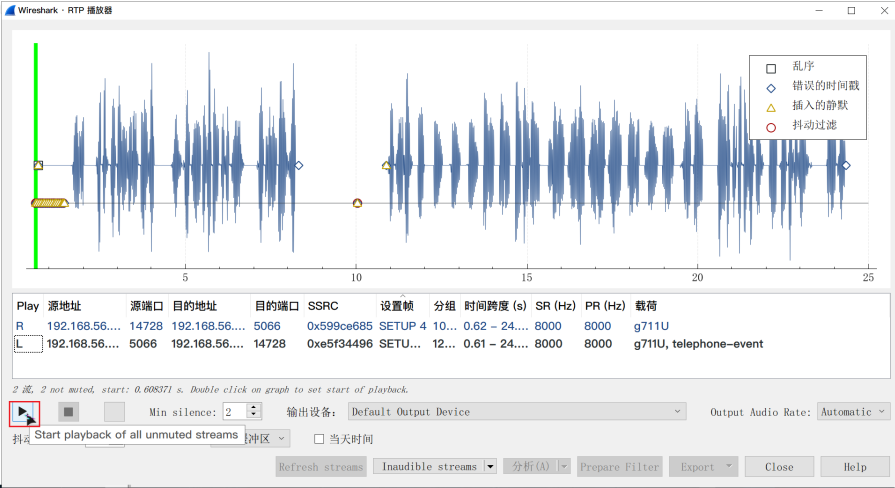 Wireshark · RTP 播放器
乱序
错误的时间戳
插入的静默
抖动过滤
5 10 15 20 25
Play 源地址 源端口 目的地址 目的端口 SSRC 设置帧 分组 时间跨度 (s) SR (Hz) PR (Hz) 载荷
R 192.168.56.... 14728 192.168.56.... 5066 0x599ce685 SETUP 4 10... 0.62 – 24.... 8000 8000 g711U
L 192.168.56.... 5066 192.168.56.... 14728 0xe5f34496 SETU... 12... 0.61 – 24.... 8000 8000 g711U, telephone-event
2 流, 2 not muted, start: 0.608371 s. Double click on graph to set start of playback.
Min silence: 2 输出设备: Default Output Device Output Audio Rate: Automatic
Start playback of all unmuted streams
冲区 当天时间
Refresh streams Inaudible streams 分析(A) Prepare Filter Export Close Help